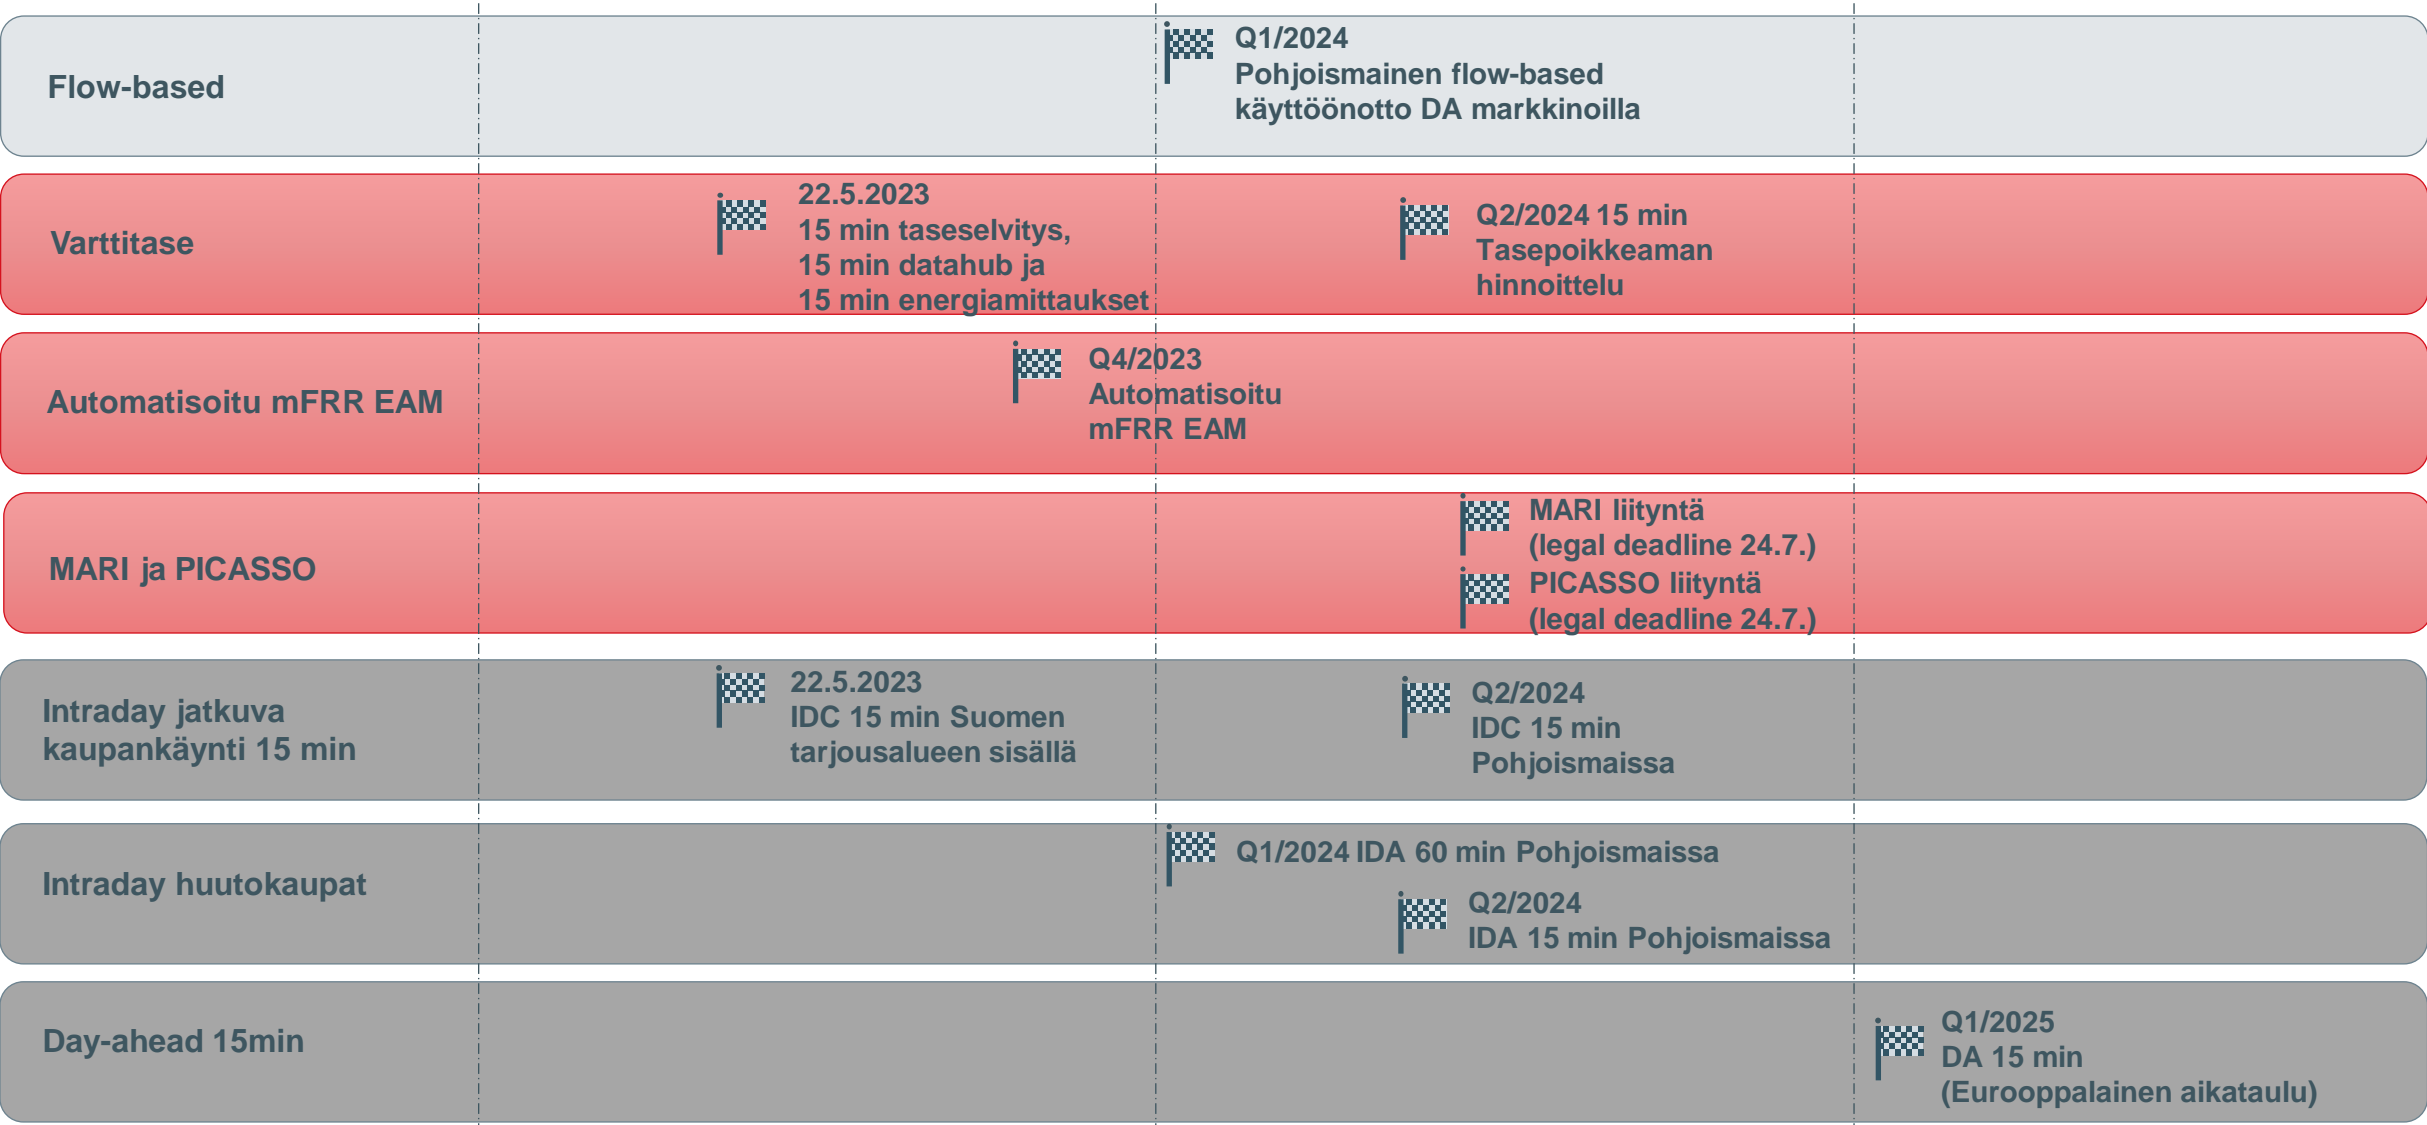 Flow-based
Q1/2024
Pohjoismainen flow-based
käyttöönotto DA markkinoilla
Varttitase
22.5.2023
15 min taseselvitys,
15 min datahub ja
15 min energiamittaukset
Q2/2024 15 min
Tasepoikkeaman
hinnoittelu
Automatisoitu mFRR EAM
Q4/2023
Automatisoitu
mFRR EAM
MARI ja PICASSO
MARI liityntä
(legal deadline 24.7.)
PICASSO liityntä
(legal deadline 24.7.)
Intraday jatkuva
kaupankäynti 15 min
22.5.2023
IDC 15 min Suomen
tarjousalueen sisällä
Q2/2024
IDC 15 min
Pohjoismaissa
Intraday huutokaupat
Q1/2024 IDA 60 min Pohjoismaissa
Q2/2024
IDA 15 min Pohjoismaissa
Day-ahead 15min
Q1/2025
DA 15 min
(Eurooppalainen aikataulu)